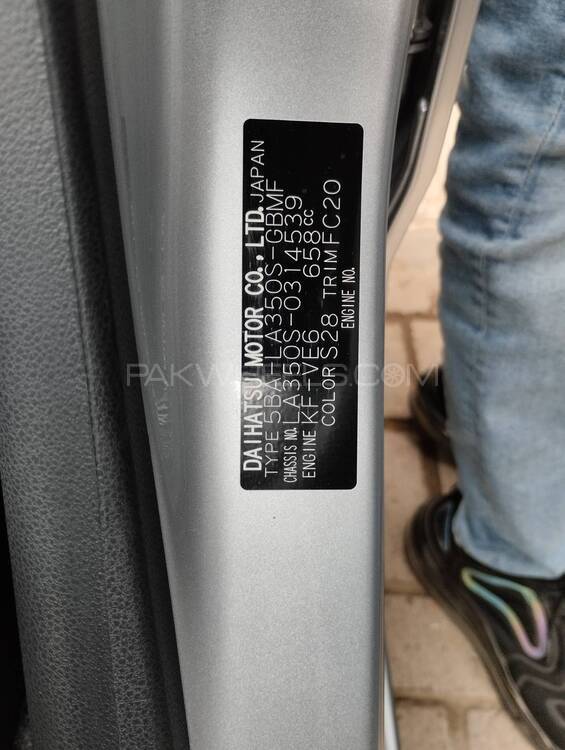 DAIHATSU MOTOR CO., LTD. JAPAN
TYPE 5BA-LA350S-GBMF
CHASSIS NO. LA350S-0314539
ENGINE KF-VE6 658cc
COLOR S28 TRIM FC20
ENGINE NO.
PAKWHEELS.COM